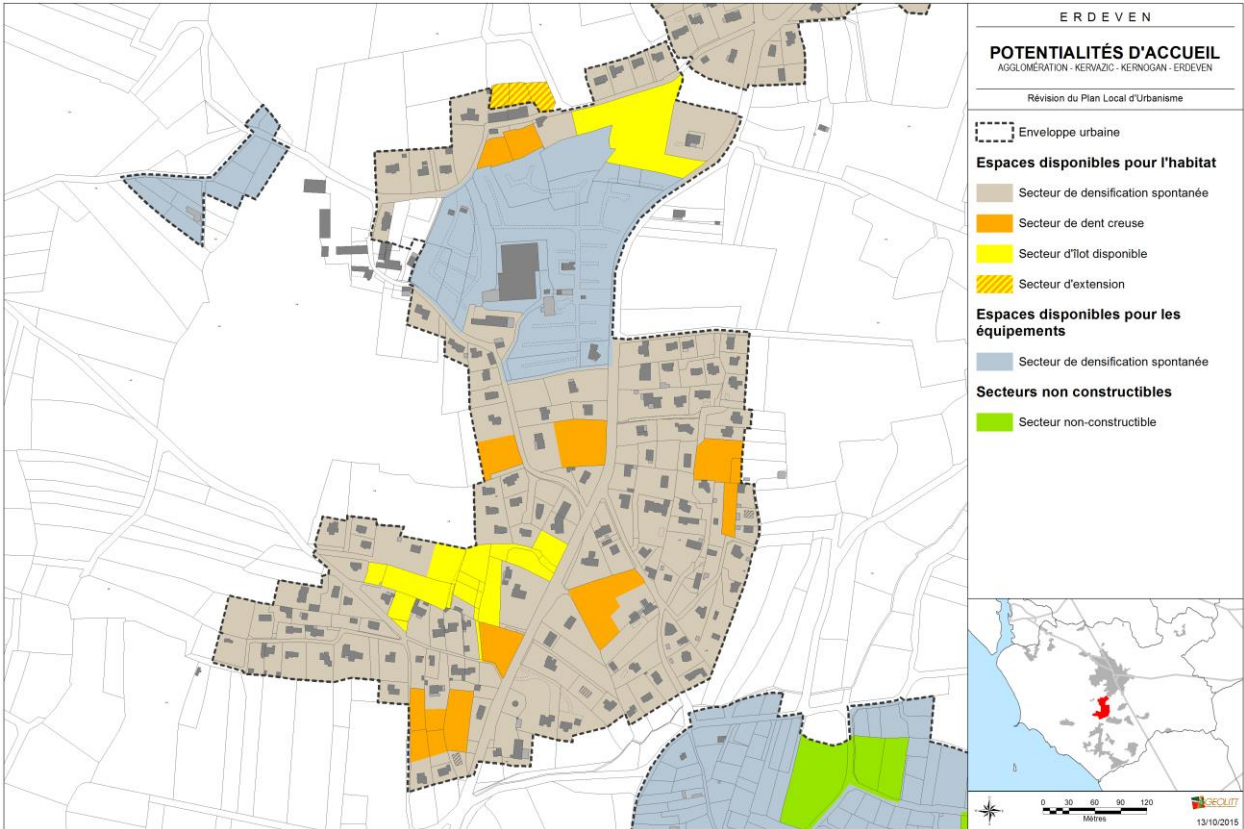 ERDEVEN
POTENTIALITÉS D'ACCUEIL
AGGLOMÉRATION - KERVAZIC - KERNOGAN - ERDEVEN
Révision du Plan Local d'Urbanisme
Enveloppe urbaine
Espaces disponibles pour l'habitat
Secteur de densification spontanée
Secteur de dent creuse
Secteur d'îlot disponible
Secteur d'extension
Espaces disponibles pour les
équipements
Secteur de densification spontanée
Secteurs non constructibles
Secteur non-constructible
0 30 60 90 120
Mètres
GEOLITT
13/10/2015